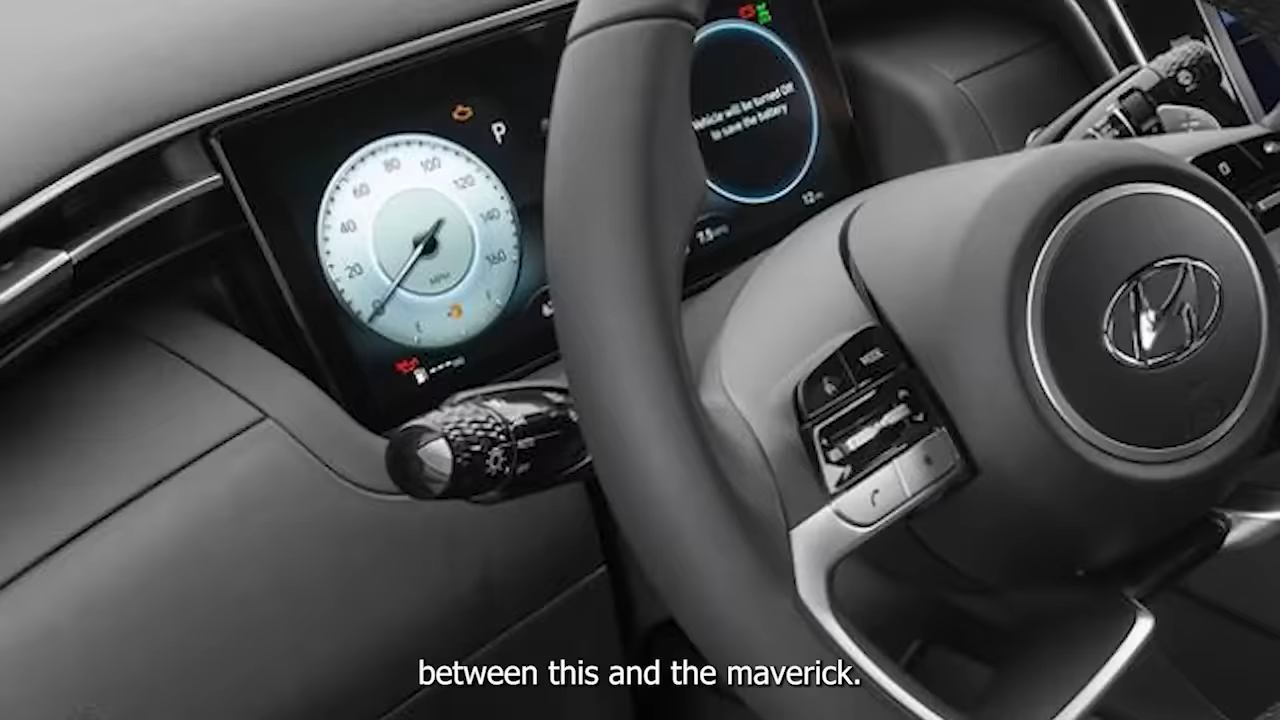 P
80
100
60
120
40
140
20
160
0
MPH
Vehicle will be turned Off
to save the battery
MODE
between this and the maverick.